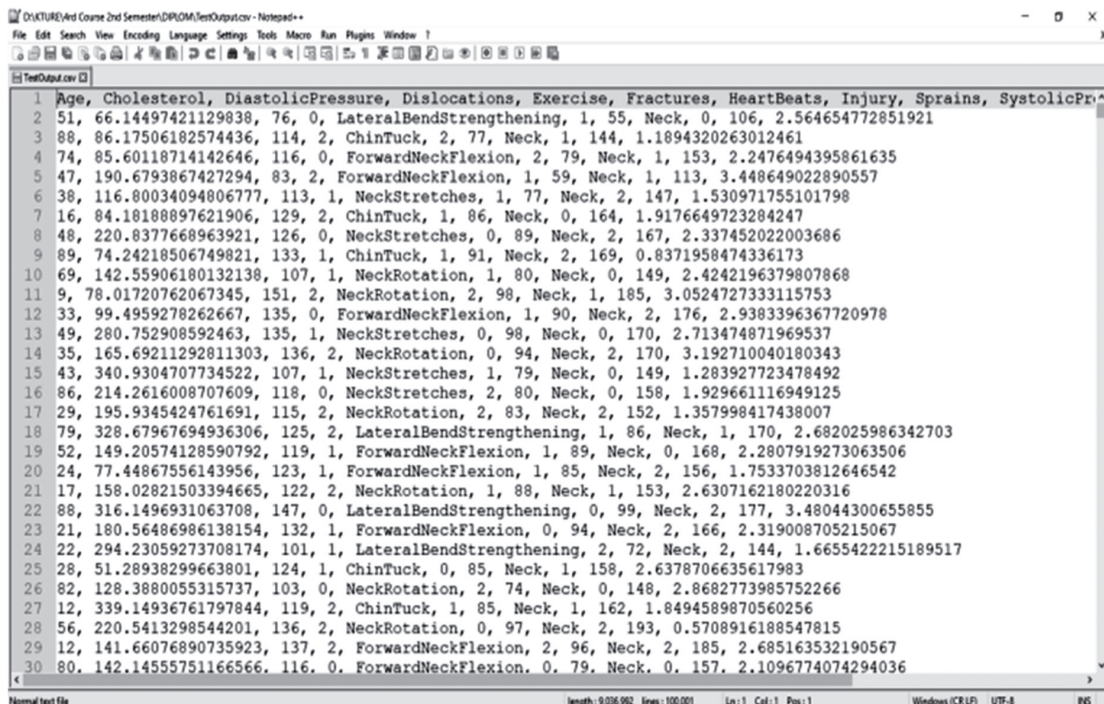 D:\KTURE\4rd Course 2nd Semester\DIPLOM\TestOutput.csv - Notepad++
File Edit Search View Encoding Language Settings Tools Macro Run Plugins Window ?
TestOutput.csv
1 Age, Cholesterol, DiastolicPressure, Dislocations, Exercise, Fractures, HeartBeats, Injury, Sprains, SystolicPre
2 51, 66.14497421129838, 76, 0, LateralBendStrengthening, 1, 55, Neck, 0, 106, 2.564654772851921
3 88, 86.17506182574436, 114, 2, ChinTuck, 2, 77, Neck, 1, 144, 1.1894320263012461
4 74, 85.60118714142646, 116, 0, ForwardNeckFlexion, 2, 79, Neck, 1, 153, 2.2476494395861635
5 47, 190.6793867427294, 83, 2, ForwardNeckFlexion, 1, 59, Neck, 1, 113, 3.448649022890557
6 38, 116.80034094806777, 113, 1, NeckStretches, 1, 77, Neck, 2, 147, 1.530971755101798
7 16, 84.18188897621906, 129, 2, ChinTuck, 1, 86, Neck, 0, 164, 1.9176649723284247
8 48, 220.8377668963921, 126, 0, NeckStretches, 0, 89, Neck, 2, 167, 2.337452022003686
9 89, 74.24218506749821, 133, 1, ChinTuck, 1, 91, Neck, 2, 169, 0.8371958474336173
10 69, 142.55906180132138, 107, 1, NeckRotation, 1, 80, Neck, 0, 149, 2.4242196379807868
11 9, 78.01720762067345, 151, 2, NeckRotation, 2, 98, Neck, 1, 185, 3.0524727333115753
12 33, 99.4959278262667, 135, 0, ForwardNeckFlexion, 1, 90, Neck, 2, 176, 2.9383396367720978
13 49, 280.752908592463, 135, 1, NeckStretches, 0, 98, Neck, 0, 170, 2.713474871969537
14 35, 165.69211292811303, 136, 2, NeckRotation, 0, 94, Neck, 2, 170, 3.192710040180343
15 43, 340.9304707734522, 107, 1, NeckStretches, 1, 79, Neck, 0, 149, 1.283927723478492
16 86, 214.2616008707609, 118, 0, NeckStretches, 2, 80, Neck, 0, 158, 1.929661116949125
17 29, 195.9345424761691, 115, 2, NeckRotation, 2, 83, Neck, 2, 152, 1.357998417438007
18 79, 328.67967694936306, 125, 2, LateralBendStrengthening, 1, 86, Neck, 1, 170, 2.682025986342703
19 52, 149.20574128590792, 119, 1, ForwardNeckFlexion, 1, 89, Neck, 0, 168, 2.2807919273063506
20 24, 77.44867556143956, 123, 1, ForwardNeckFlexion, 1, 85, Neck, 2, 156, 1.7533703812646542
21 17, 158.02821503394665, 122, 2, NeckRotation, 1, 88, Neck, 1, 153, 2.6307162180220316
22 88, 316.1496931063708, 147, 0, LateralBendStrengthening, 0, 99, Neck, 2, 177, 3.48044300655855
23 21, 180.56486986138154, 132, 1, ForwardNeckFlexion, 0, 94, Neck, 2, 166, 2.319008705215067
24 22, 294.23059273708174, 101, 1, LateralBendStrengthening, 2, 72, Neck, 2, 144, 1.6655422215189517
25 28, 51.28938299663801, 124, 1, ChinTuck, 0, 85, Neck, 1, 158, 2.6378706635617983
26 82, 128.3880055315737, 103, 0, NeckRotation, 2, 74, Neck, 0, 148, 2.8682773985752266
27 12, 339.14936761797844, 119, 2, ChinTuck, 1, 85, Neck, 1, 162, 1.8494589870560256
28 56, 220.5413298544201, 136, 2, NeckRotation, 0, 97, Neck, 2, 193, 0.5708916188547815
29 12, 141.66076890735923, 137, 2, ForwardNeckFlexion, 2, 96, Neck, 2, 185, 2.685163532190567
30 80, 142.14555751166566, 116, 0, ForwardNeckFlexion, 0, 79, Neck, 0, 157, 2.1096774074294036
Normal text file length : 9,036,992 lines : 100,001 Ln : 1 Col : 1 Pos : 1 Windows (CR LF) UTF-8 INS